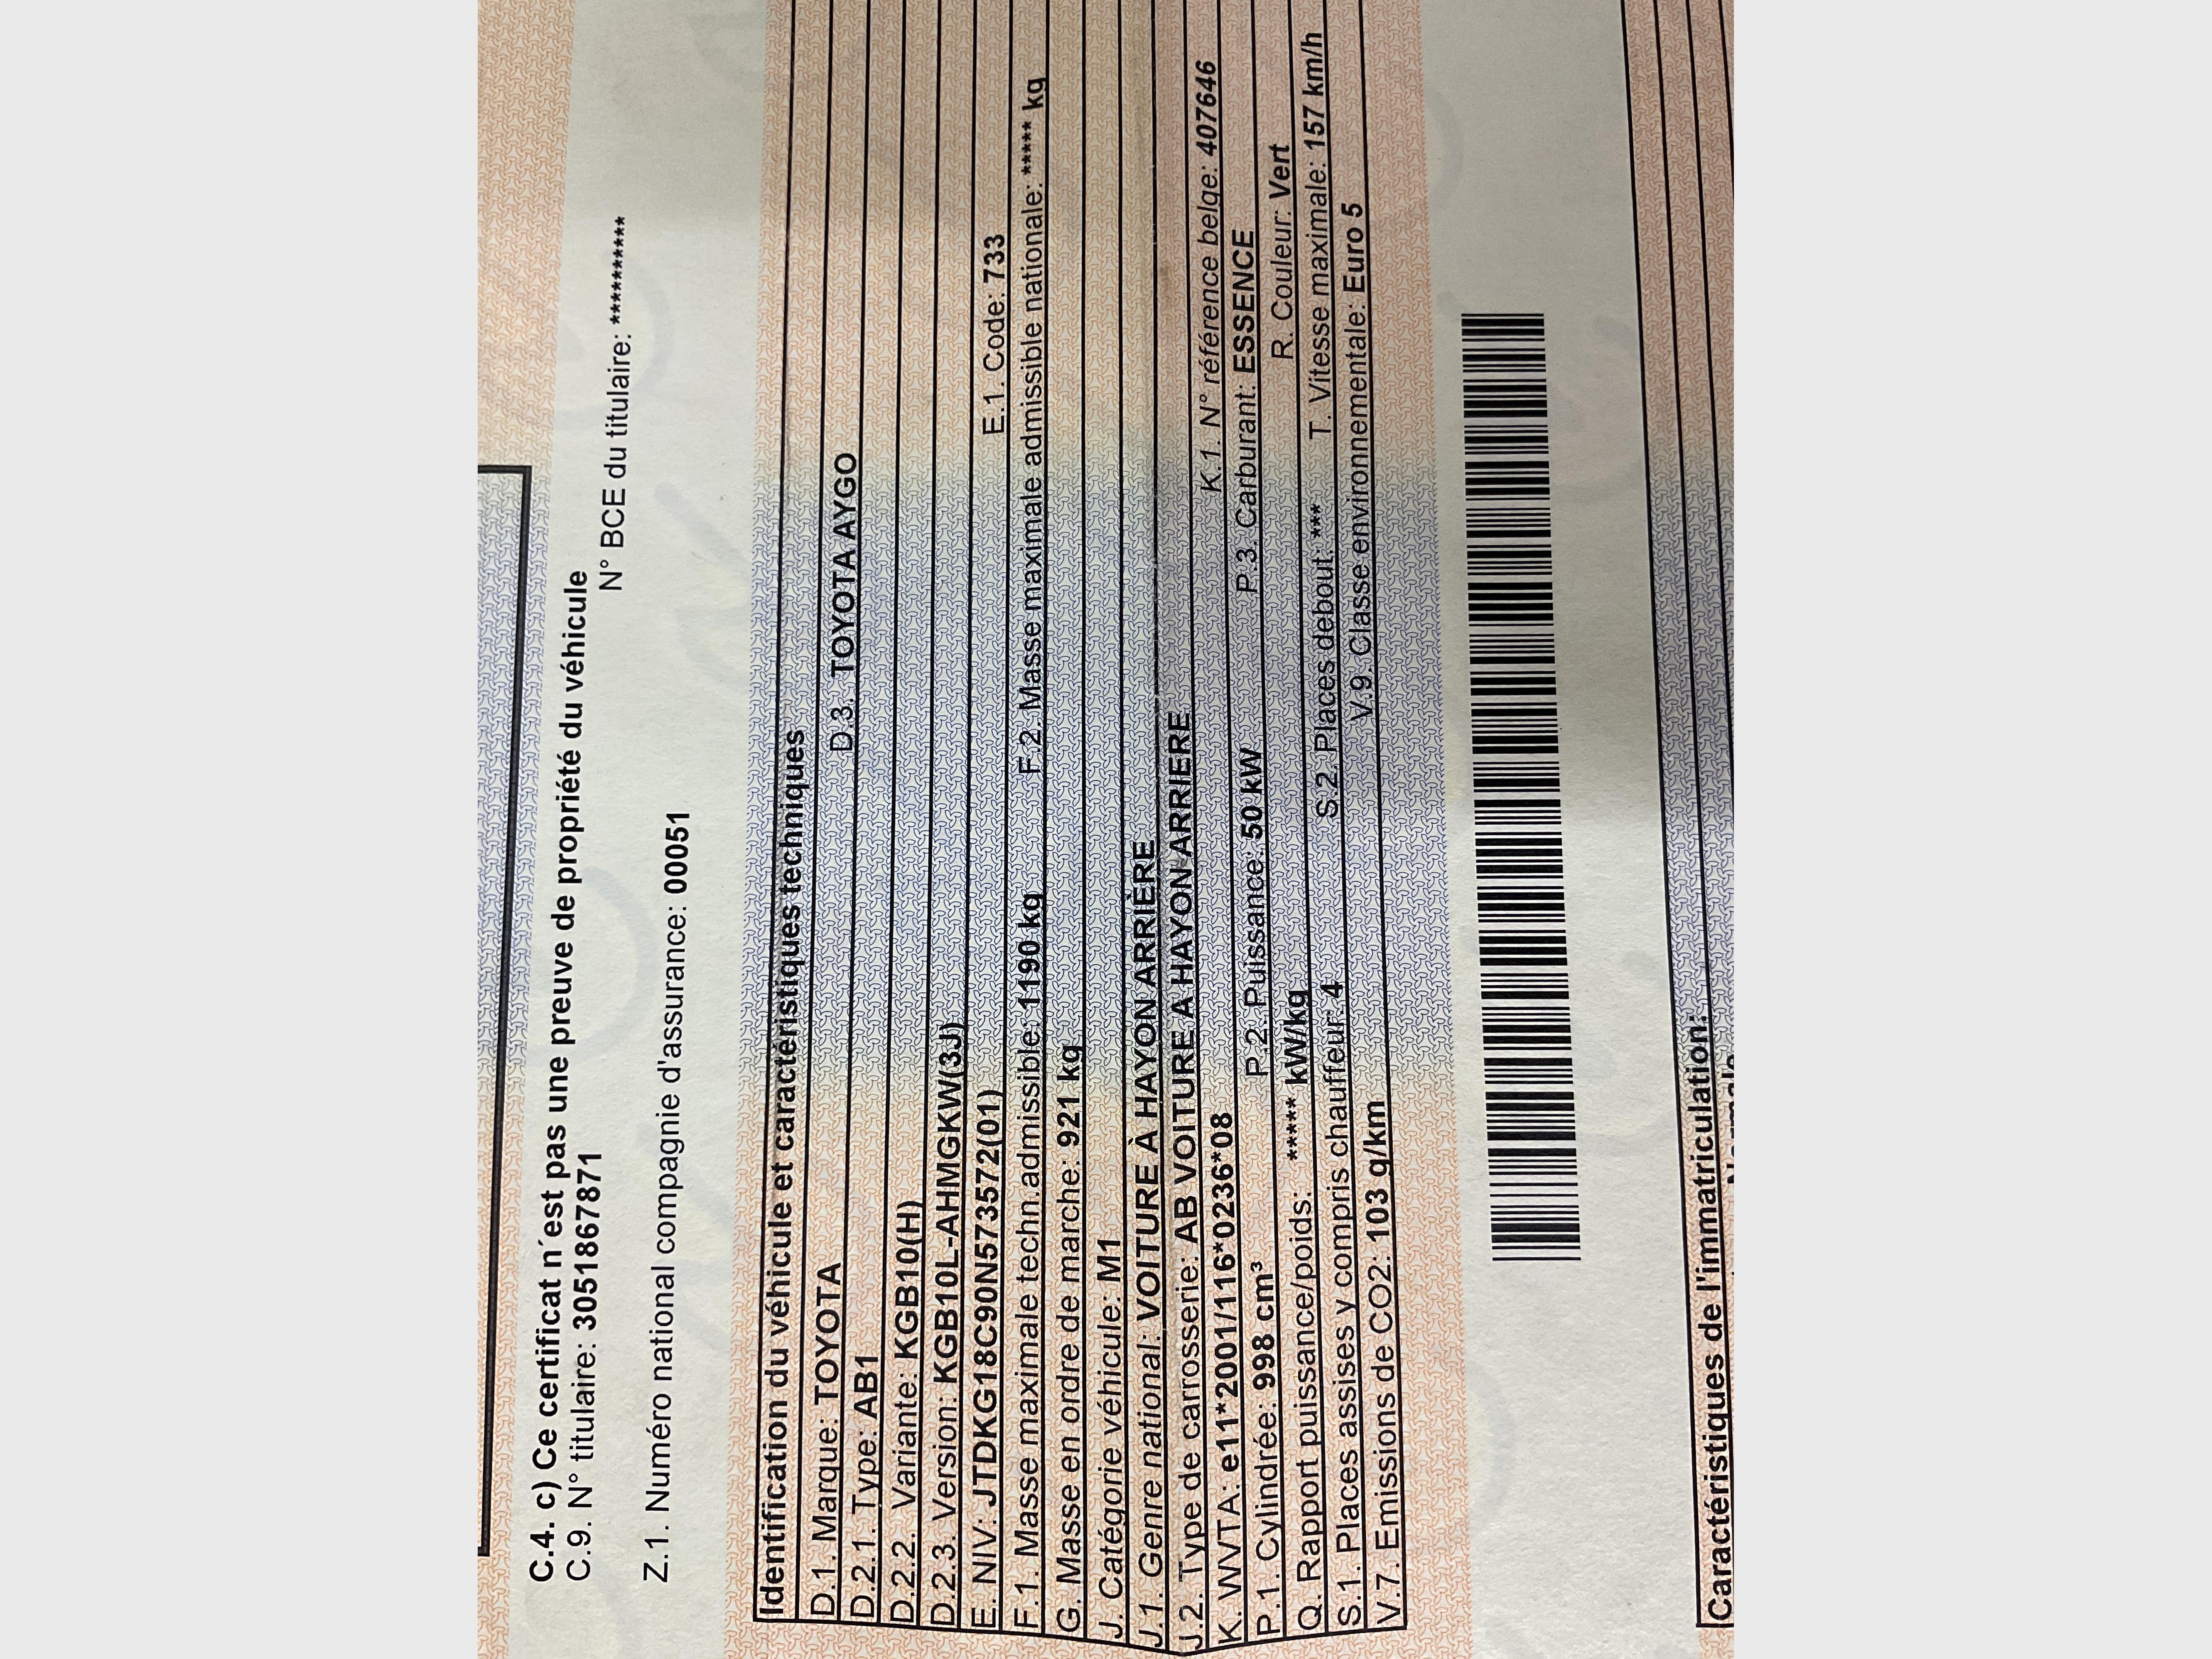 C.4. c) Ce certificat n´est pas une preuve de propriété du véhicule
C.9. N° titulaire: 305186787​1 N° BCE du titulaire: **********
Z.1. Numéro national compagnie d'assurance: 00051
Identification du véhicule et caractéristiques techniques
D.1. Marque: TOYOTA D.3. TOYOTA AYGO
D.2.1. Type: AB1
D.2.2. Variante: KGB10(H)
D.2.3. Version: KGB10L-AHMGKW(3J)
E. NIV: JTDKG18C90N573572(01) E.1. Code: 733
F.1. Masse maximale techn.admissible: 1190 kg F.2. Masse maximale admissible nationale: ***** kg
G. Masse en ordre de marche: 921 kg
J. Catégorie véhicule: M1
J.1. Genre national: VOITURE À HAYON ARRIÈRE
J.2. Type de carrosserie: AB VOITURE A HAYON ARRIERE
K. WVTA: e11*2001/116*0236*08 K.1. N° référence belge: 407646
P.1. Cylindrée: 998 cm³ P.2. Puissance: 50 kW P.3. Carburant: ESSENCE
Q. Rapport puissance/poids: ***** kW/kg R. Couleur: Vert
S.1. Places assises y compris chauffeur: 4 S.2. Places debout: *** T. Vitesse maximale: 157 km/h
V.7. Emissions de CO2: 103 g/km V.9. Classe environnementale: Euro 5
Caractéristiques de l'immatriculation: